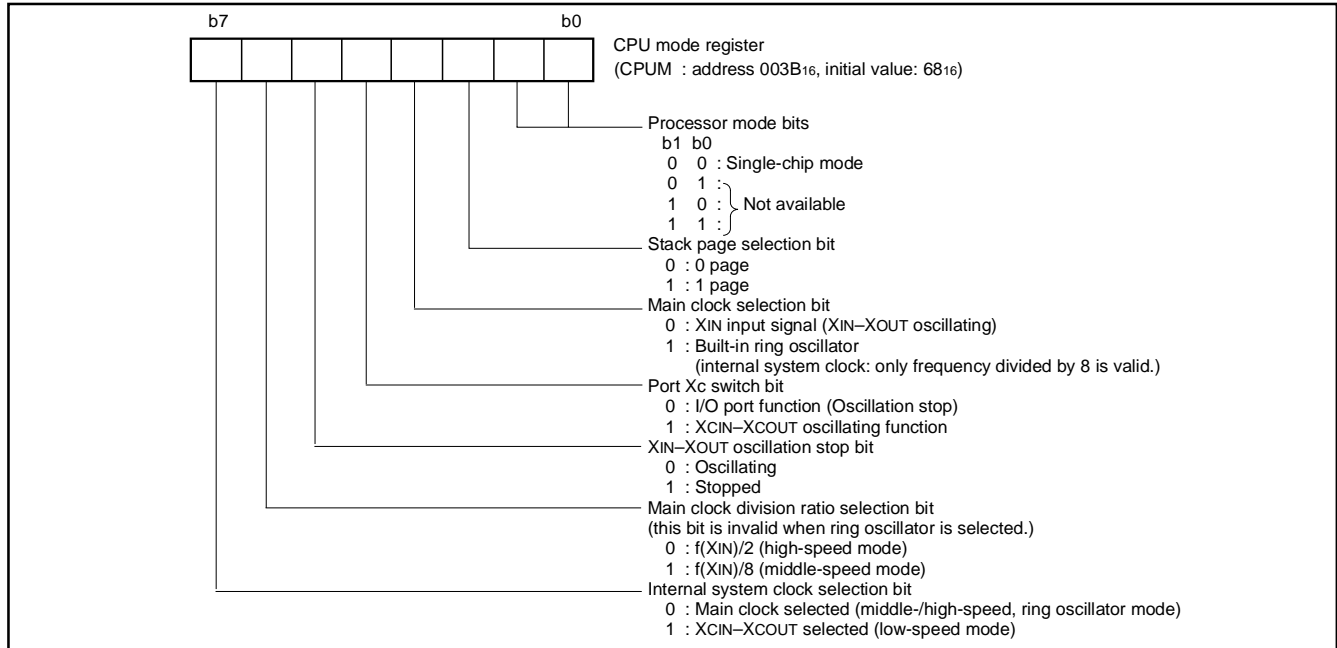 b7 b0
CPU mode register
(CPUM : address 003B16, initial value: 6816)
Processor mode bits
b1 b0
0 0 : Single-chip mode
0 1 :
1 0 : Not available
1 1 :
Stack page selection bit
0 : 0 page
1 : 1 page
Main clock selection bit
0 : XIN input signal (XIN–XOUT oscillating)
1 : Built-in ring oscillator
(internal system clock: only frequency divided by 8 is valid.)
Port Xc switch bit
0 : I/O port function (Oscillation stop)
1 : XCIN–XCOUT oscillating function
XIN–XOUT oscillation stop bit
0 : Oscillating
1 : Stopped
Main clock division ratio selection bit
(this bit is invalid when ring oscillator is selected.)
0 : f(XIN)/2 (high-speed mode)
1 : f(XIN)/8 (middle-speed mode)
Internal system clock selection bit
0 : Main clock selected (middle-/high-speed, ring oscillator mode)
1 : XCIN–XCOUT selected (low-speed mode)